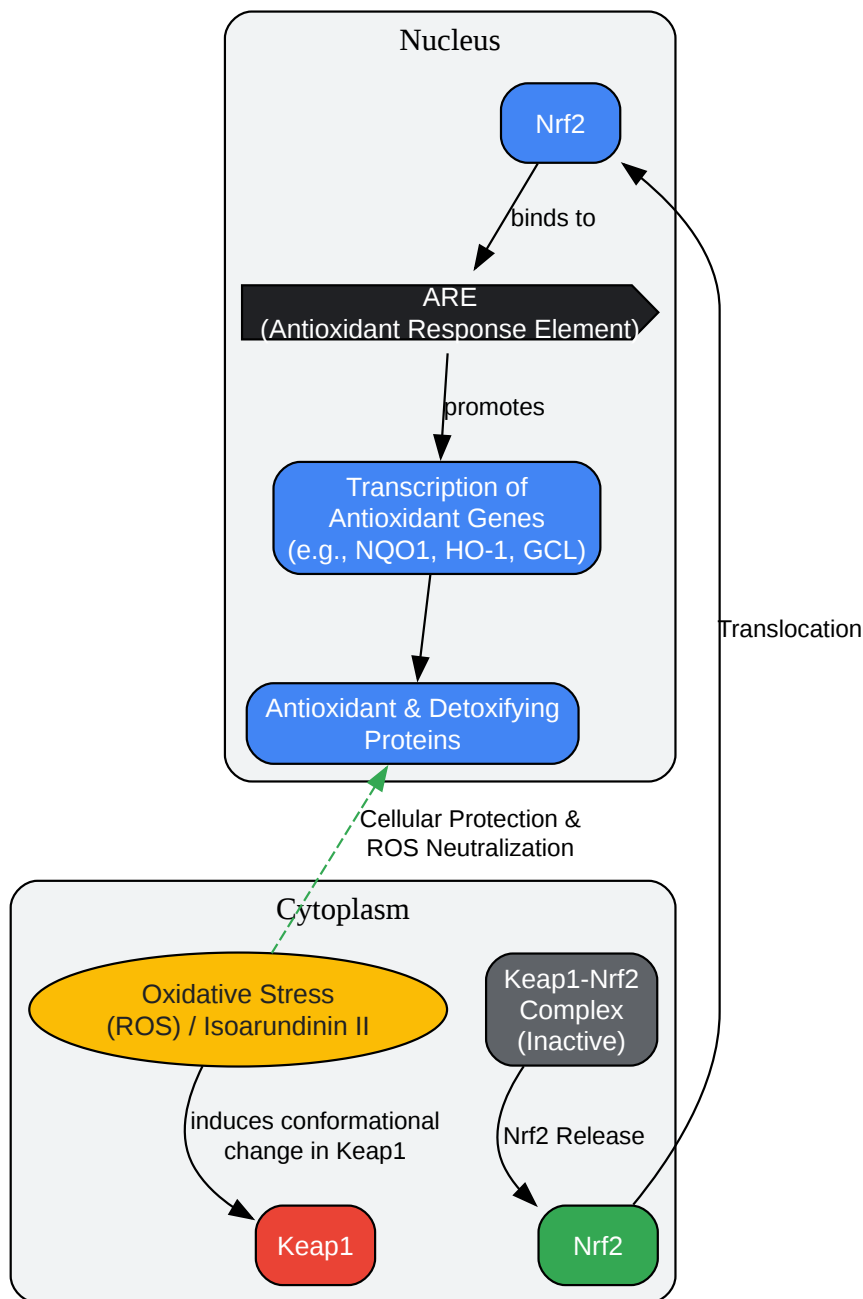 Nucleus
Nrf2
binds to
ARE
(Antioxidant Response Element)
promotes
Transcription of
Antioxidant Genes
(e.g., NQO1, HO-1, GCL)
Translocation
Antioxidant & Detoxifying
Proteins
Cellular Protection &
ROS Neutralization
Cytoplasm
Oxidative Stress
(ROS) / Isoarundinin II
Keap1-Nrf2
Complex
(Inactive)
induces conformational
change in Keap1
Nrf2 Release
Keap1
Nrf2